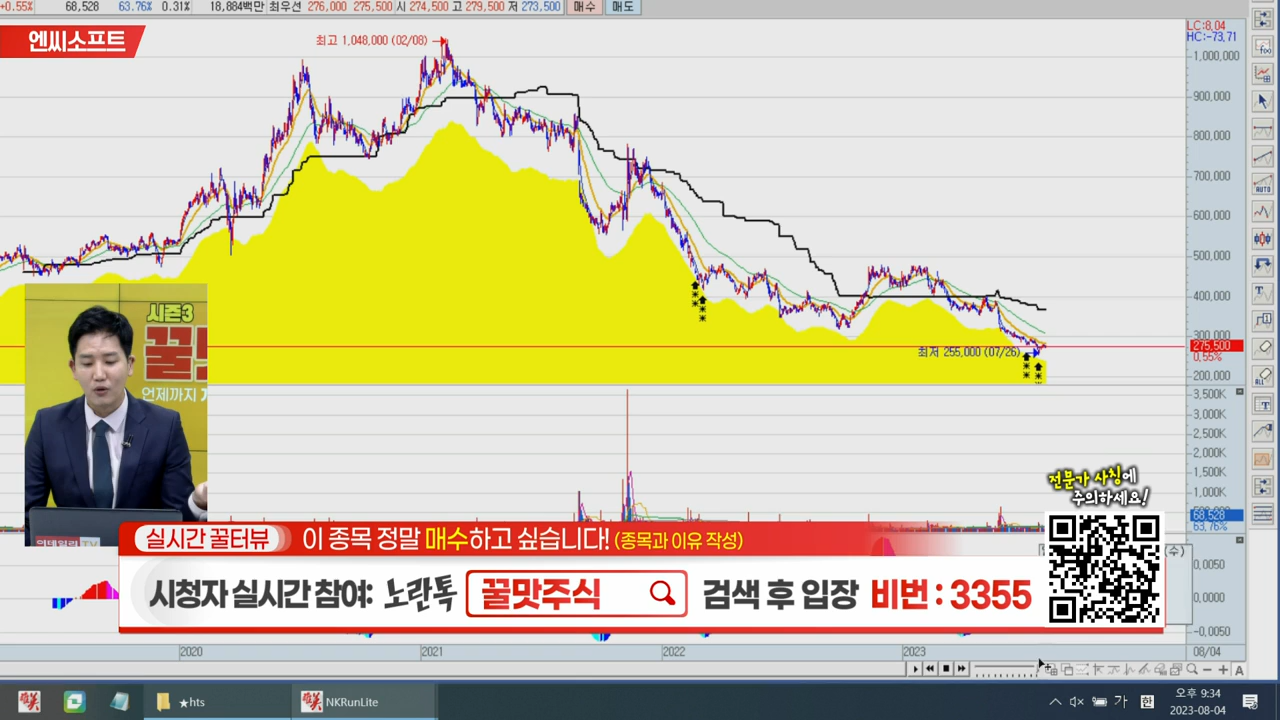 +0.55% 68,528 63.76% 0.31% 18,884백만 최우선 276,000 275,500 시 274,500 고 279,500 저 273,500 매수 매도
엔씨소프트
LC:8,04
HC:-73,71
최고 1,048,000 (02/08)
1,000,000
900,000
800,000
700,000
600,000
500,000
400,000
300,000
275,500
0,55%
최저 255,000 (07/26)
200,000
시즌3
언제까지
3,500K
3,000K
2,500K
2,000K
1,500K
1,000K
68,528
63,76%
0,0050
0,0000
-0,0050
AUTO
ALL
전문가 사칭에
주의하세요!
실시간 꿀터뷰 이 종목 정말 매수하고 싶습니다! (종목과 이유 작성)
시청자 실시간 참여: 노란톡 꿀맛주식 검색 후 입장 비번 : 3355
2020 2021 2022 2023 08/04
★hts NKRunLite 가 한 오후 9:34
2023-08-04